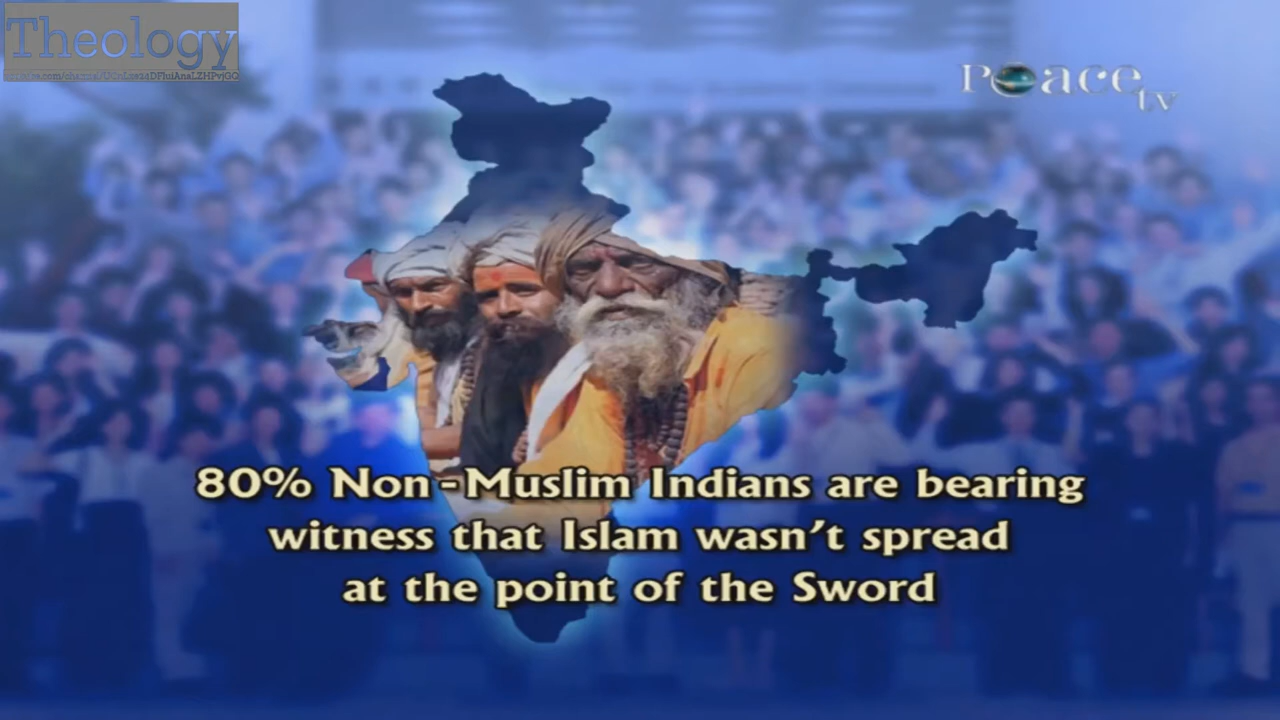 Theology
Peace tv
80% Non-Muslim Indians are bearing
witness that Islam wasn't spread
at the point of the Sword